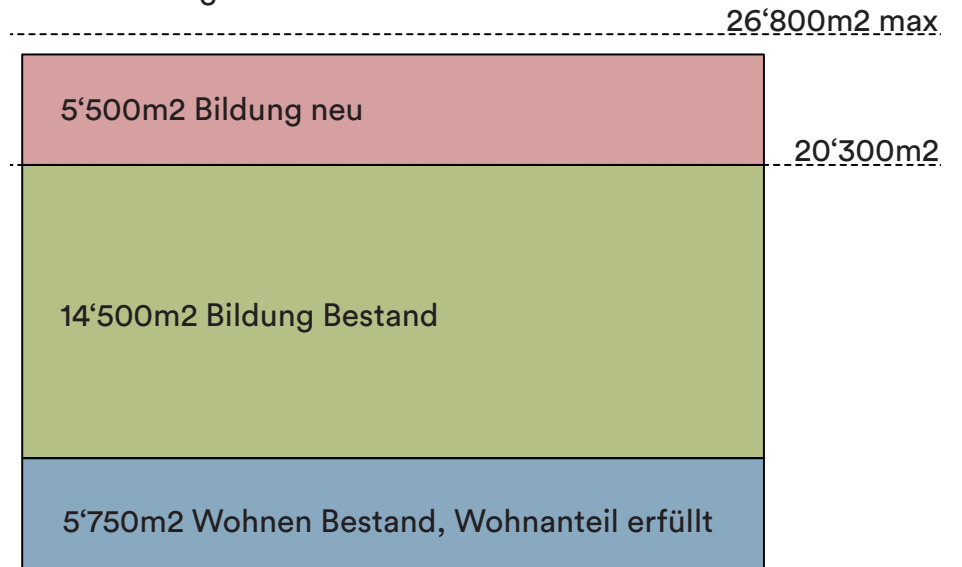 26‘800m2 max
5‘500m2 Bildung neu
20‘300m2
14‘500m2 Bildung Bestand
5‘750m2 Wohnen Bestand, Wohnanteil erfüllt